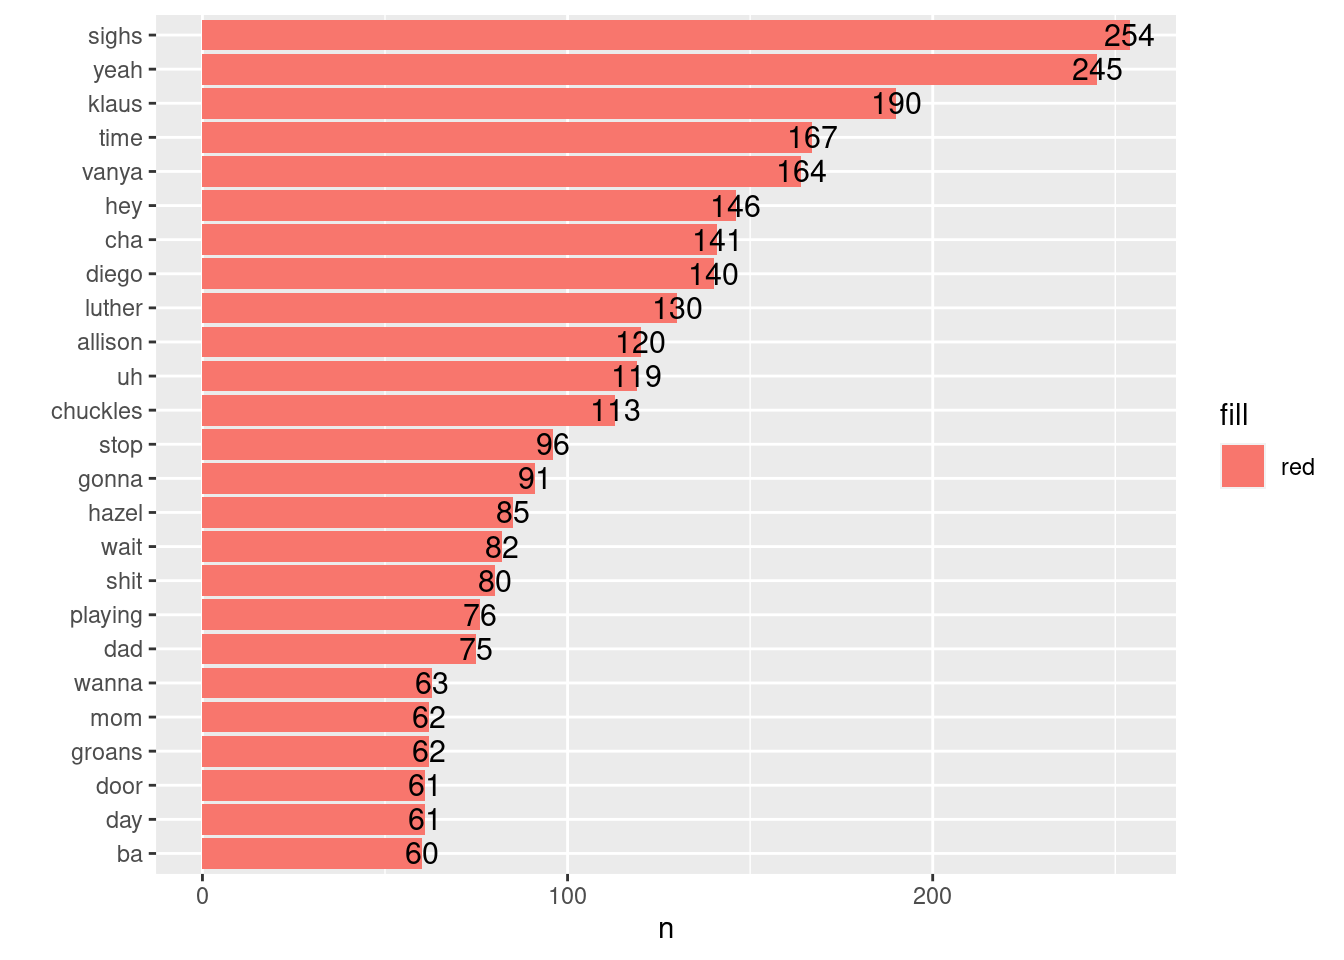 sighs 254
yeah 245
klaus 190
time 167
vanya 164
hey 146
cha 141
diego 140
luther 130
allison 120
uh 119
chuckles 113
stop 96
gonna 91
hazel 85
wait 82
shit 80
playing 76
dad 75
wanna 63
mom 62
groans 62
door 61
day 61
ba 60
0 100 200
n
fill
red